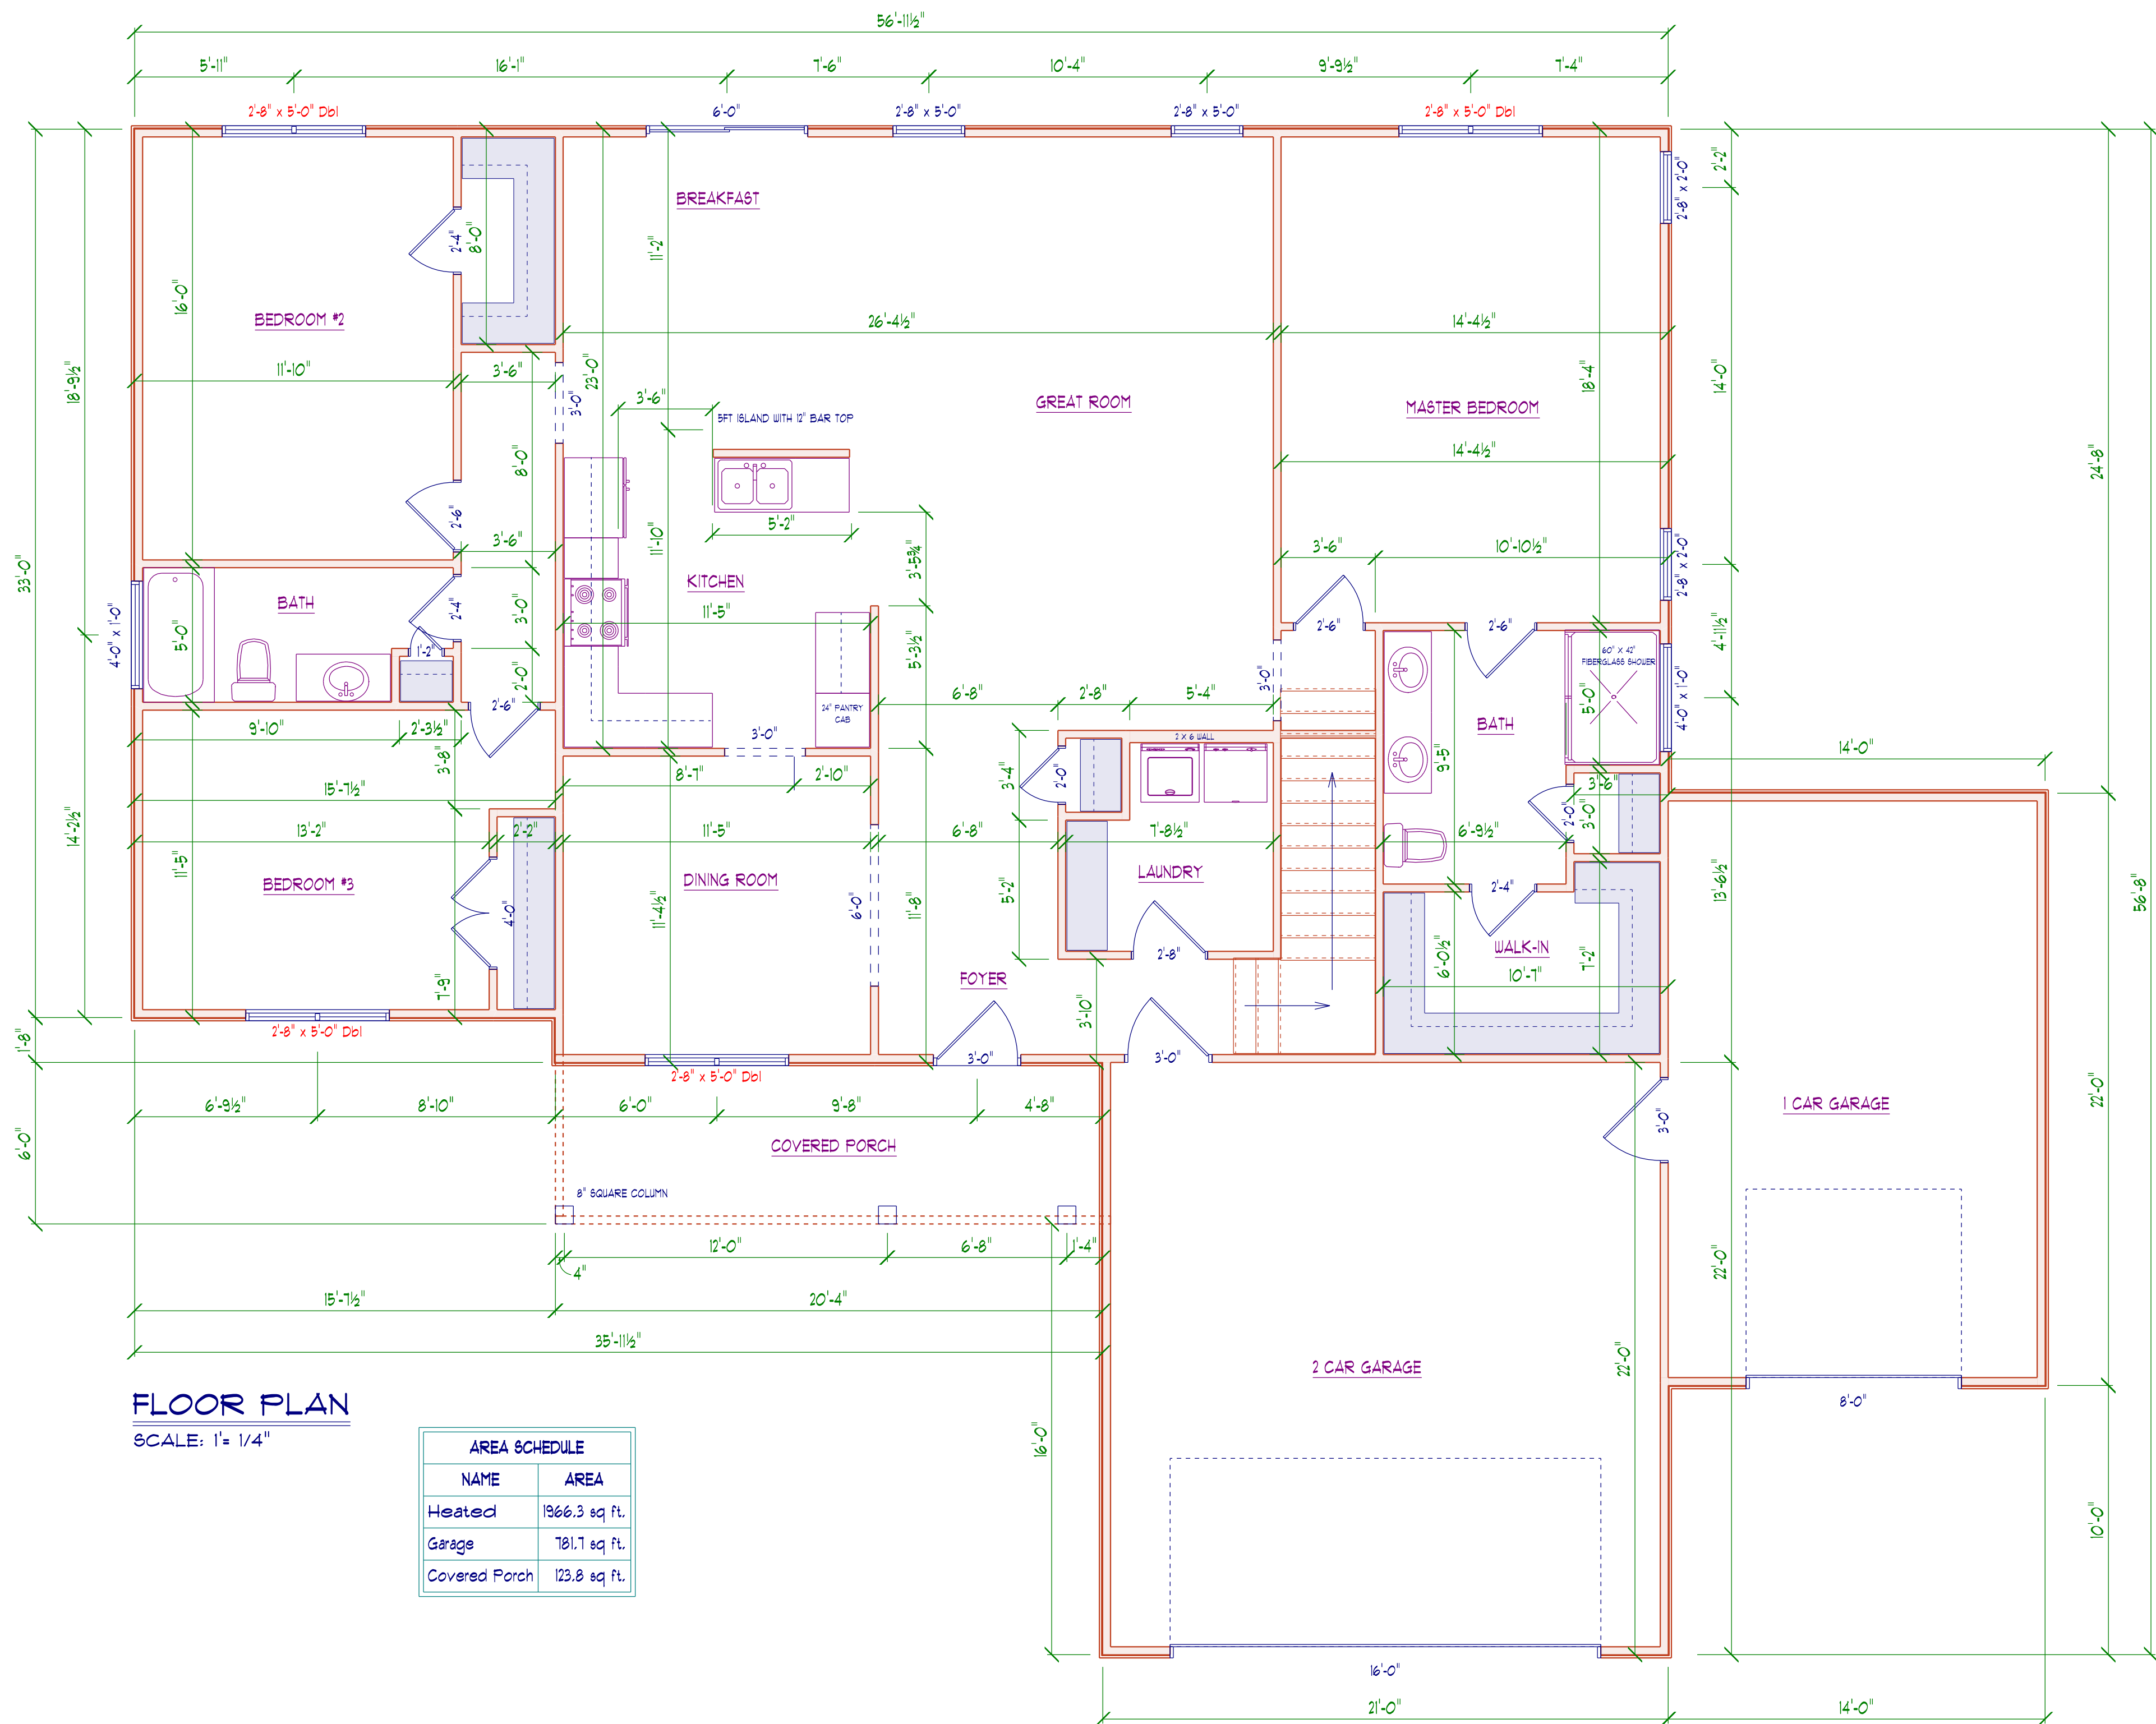 56'-11½"
5'-11"
16'-1"
7'-6"
10'-4"
9'-9½"
7'-4"
2'-8" x 5'-0" Dbl
6'-0"
2'-8" x 5'-0"
2'-8" x 5'-0"
2'-8" x 5'-0" Dbl
2'-2"
2'-8" x 2'-0"
BREAKFAST
2'-4"
8'-0"
11'-2"
16'-0"
BEDROOM #2
26'-4½"
14'-4½"
11'-10"
3'-6"
23'-0"
18'-9½"
18'-4"
14'-0"
3'-0"
3'-6"
5FT ISLAND WITH 12" BAR TOP
GREAT ROOM
MASTER BEDROOM
14'-4½"
24'-8"
8'-0"
2'-6"
5'-2"
11'-10"
3'-6"
3'-5¾"
3'-6"
10'-10½"
2'-8" x 2'-0"
33'-0"
KITCHEN
11'-5"
BATH
2'-4"
3'-0"
4'-0" x 1'-0"
5'-0"
1'-2"
2'-0"
5'-3½"
2'-6"
2'-6"
4'-11½"
60" X 42"
FIBERGLASS SHOWER
3'-0"
5'-0"
4'-0" x 1'-0"
2'-6"
6'-8"
2'-8"
5'-4"
24" PANTRY
CAB
BATH
9'-10"
2'-3½"
3'-8"
3'-0"
2 X 6 WALL
9'-5"
14'-0"
8'-7"
2'-10"
3'-4"
2'-0"
3'-6"
15'-7½"
2'-0"
3'-0"
14'-2½"
13'-2"
2'-2"
11'-5"
6'-8"
7'-8½"
6'-9½"
11'-5"
BEDROOM #3
DINING ROOM
LAUNDRY
4'-0"
11'-4½"
6'-0"
11'-8"
5'-2"
2'-4"
13'-6½"
56'-8"
2'-8"
WALK-IN
6'-0½"
7'-2"
10'-7"
7'-9"
FOYER
3'-10"
2'-8" x 5'-0" Dbl
1'-8"
3'-0"
3'-0"
2'-8" x 5'-0" Dbl
6'-9½"
8'-10"
6'-0"
9'-8"
4'-8"
3'-0"
1 CAR GARAGE
22'-0"
6'-0"
COVERED PORCH
8" SQUARE COLUMN
12'-0"
6'-8"
1'-4"
4"
22'-0"
15'-7½"
20'-4"
35'-11½"
22'-0"
2 CAR GARAGE
8'-0"
FLOOR PLAN
SCALE: 1'= 1/4"
16'-0"
AREA SCHEDULE
NAME AREA
Heated 1966.3 sq ft.
Garage 781.7 sq ft.
Covered Porch 123.8 sq ft.
10'-0"
16'-0"
21'-0"
14'-0"